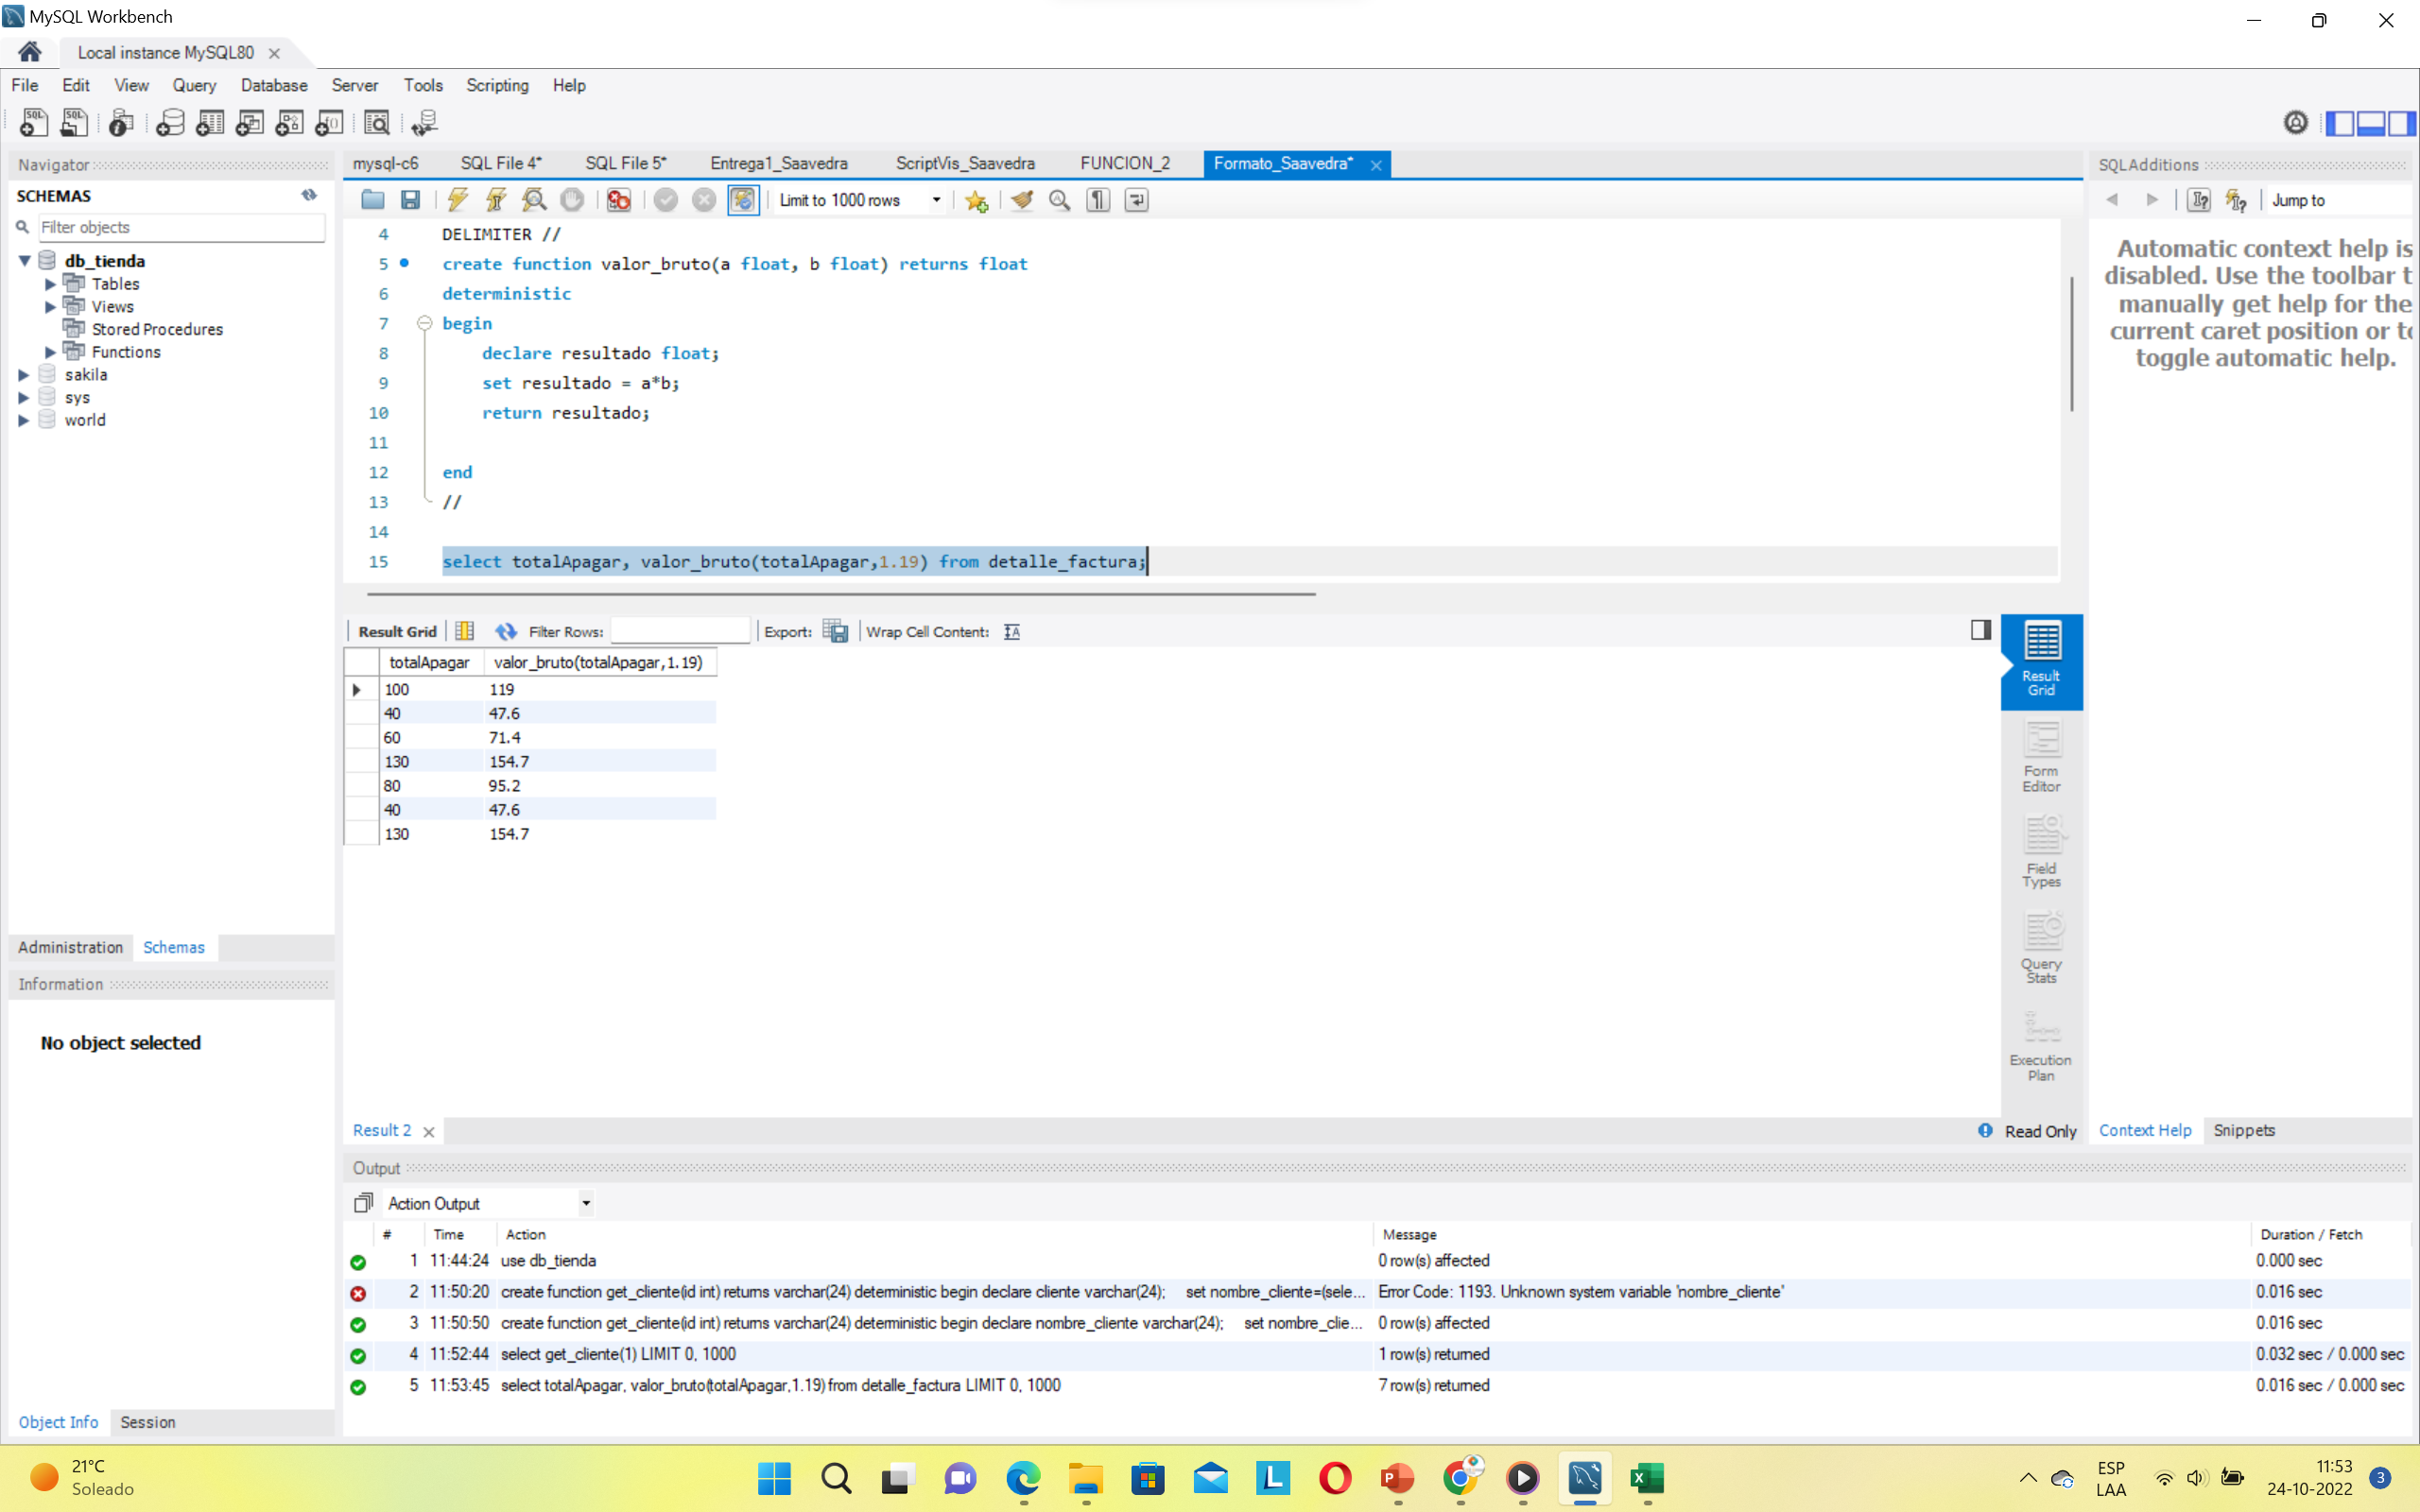 MySQL Workbench
Local instance MySQL80
File Edit View Query Database Server Tools Scripting Help
Navigator
SCHEMAS
Filter objects
db_tienda
Tables
Views
Stored Procedures
Functions
sakila
sys
world
Administration Schemas
Information
No object selected
Object Info Session
mysql-c6 SQL File 4* SQL File 5* Entrega1_Saavedra ScriptVis_Saavedra FUNCION_2 Formato_Saavedra*
Limit to 1000 rows
4 DELIMITER //
5 create function valor_bruto(a float, b float) returns float
6 deterministic
7 begin
8 declare resultado float;
9 set resultado = a*b;
10 return resultado;
11
12 end
13 //
14
15 select totalApagar, valor_bruto(totalApagar,1.19) from detalle_factura;
Result Grid Filter Rows: Export: Wrap Cell Content:
totalApagar valor_bruto(totalApagar,1.19)
100 119
40 47.6
60 71.4
130 154.7
80 95.2
40 47.6
130 154.7
Result
Grid
Form
Editor
Field
Types
Query
Stats
Execution
Plan
Result 2
Read Only
SQLAdditions
Jump to
Automatic context help is
disabled. Use the toolbar t
manually get help for the
current caret position or to
toggle automatic help.
Context Help Snippets
Output
Action Output
# Time Action Message Duration / Fetch
1 11:44:24 use db_tienda 0 row(s) affected 0.000 sec
2 11:50:20 create function get_cliente(id int) returns varchar(24) deterministic begin declare cliente varchar(24); set nombre_cliente=(sele... Error Code: 1193. Unknown system variable 'nombre_cliente' 0.016 sec
3 11:50:50 create function get_cliente(id int) returns varchar(24) deterministic begin declare nombre_cliente varchar(24); set nombre_clie... 0 row(s) affected 0.016 sec
4 11:52:44 select get_cliente(1) LIMIT 0, 1000 1 row(s) returned 0.032 sec / 0.000 sec
5 11:53:45 select totalApagar, valor_bruto(totalApagar,1.19) from detalle_factura LIMIT 0, 1000 7 row(s) returned 0.016 sec / 0.000 sec
21°C
Soleado
ESP
LAA
11:53
24-10-2022
3